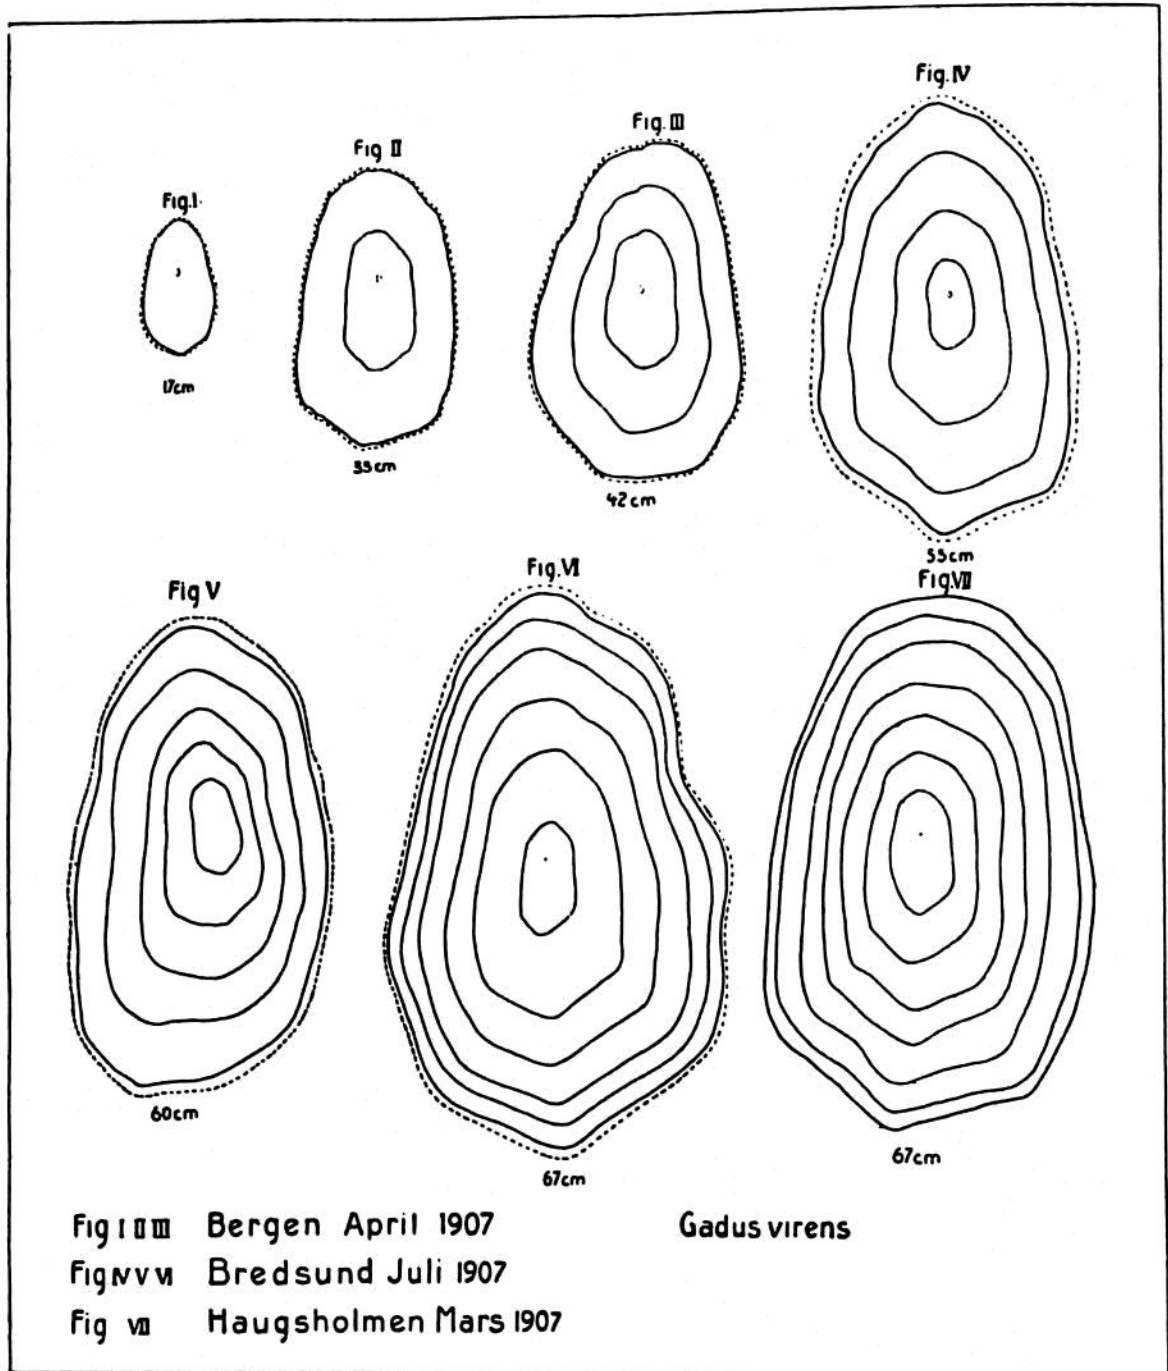 Fig. IV
Fig. III
Fig II
Fig. I.
17cm
33cm
42cm
55cm
Fig V
Fig. VI
Fig. VII
60cm
67cm
67cm
Fig I II III Bergen April 1907
Gadus virens
Fig IV V VI Bredsund Juli 1907
Fig VII Haugsholmen Mars 1907